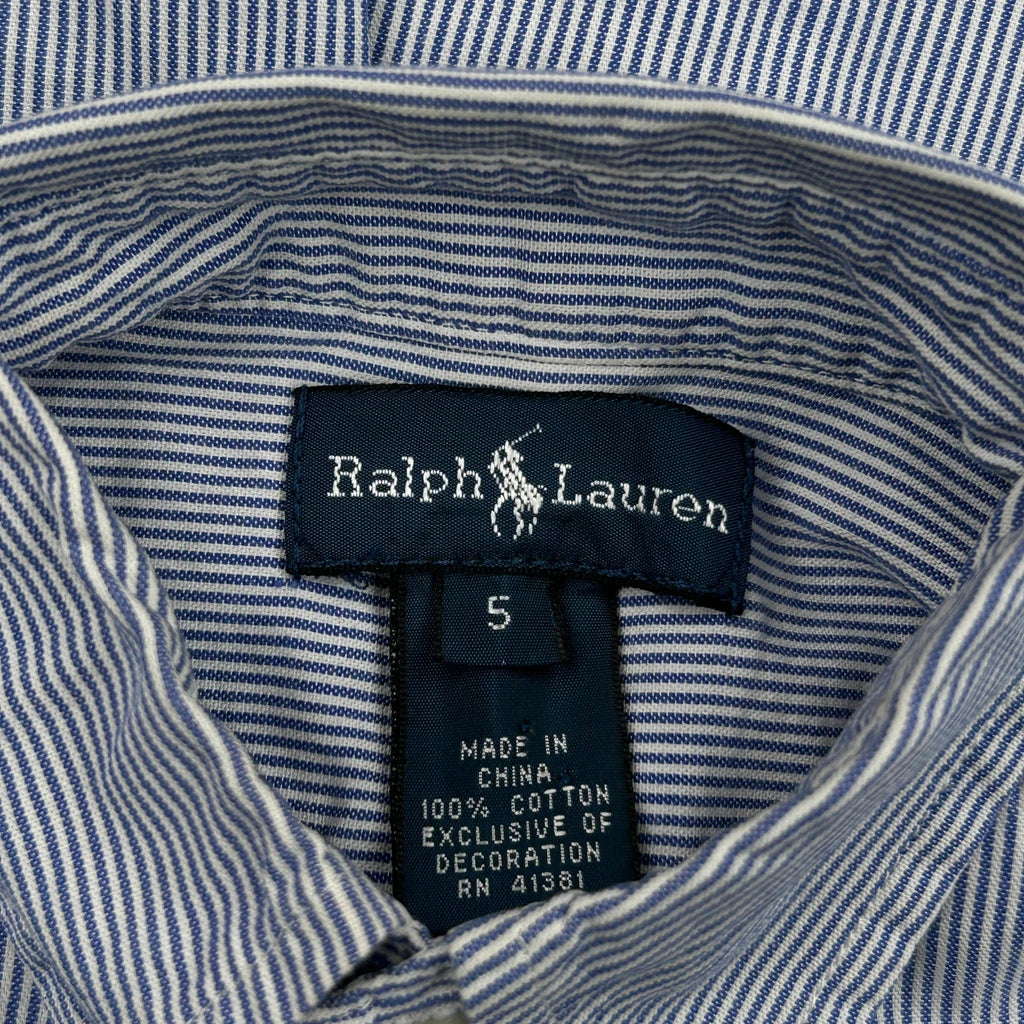 Ralph Lauren
5
MADE IN
CHINA
100% COTTON
EXCLUSIVE OF
DECORATION
RN 41381